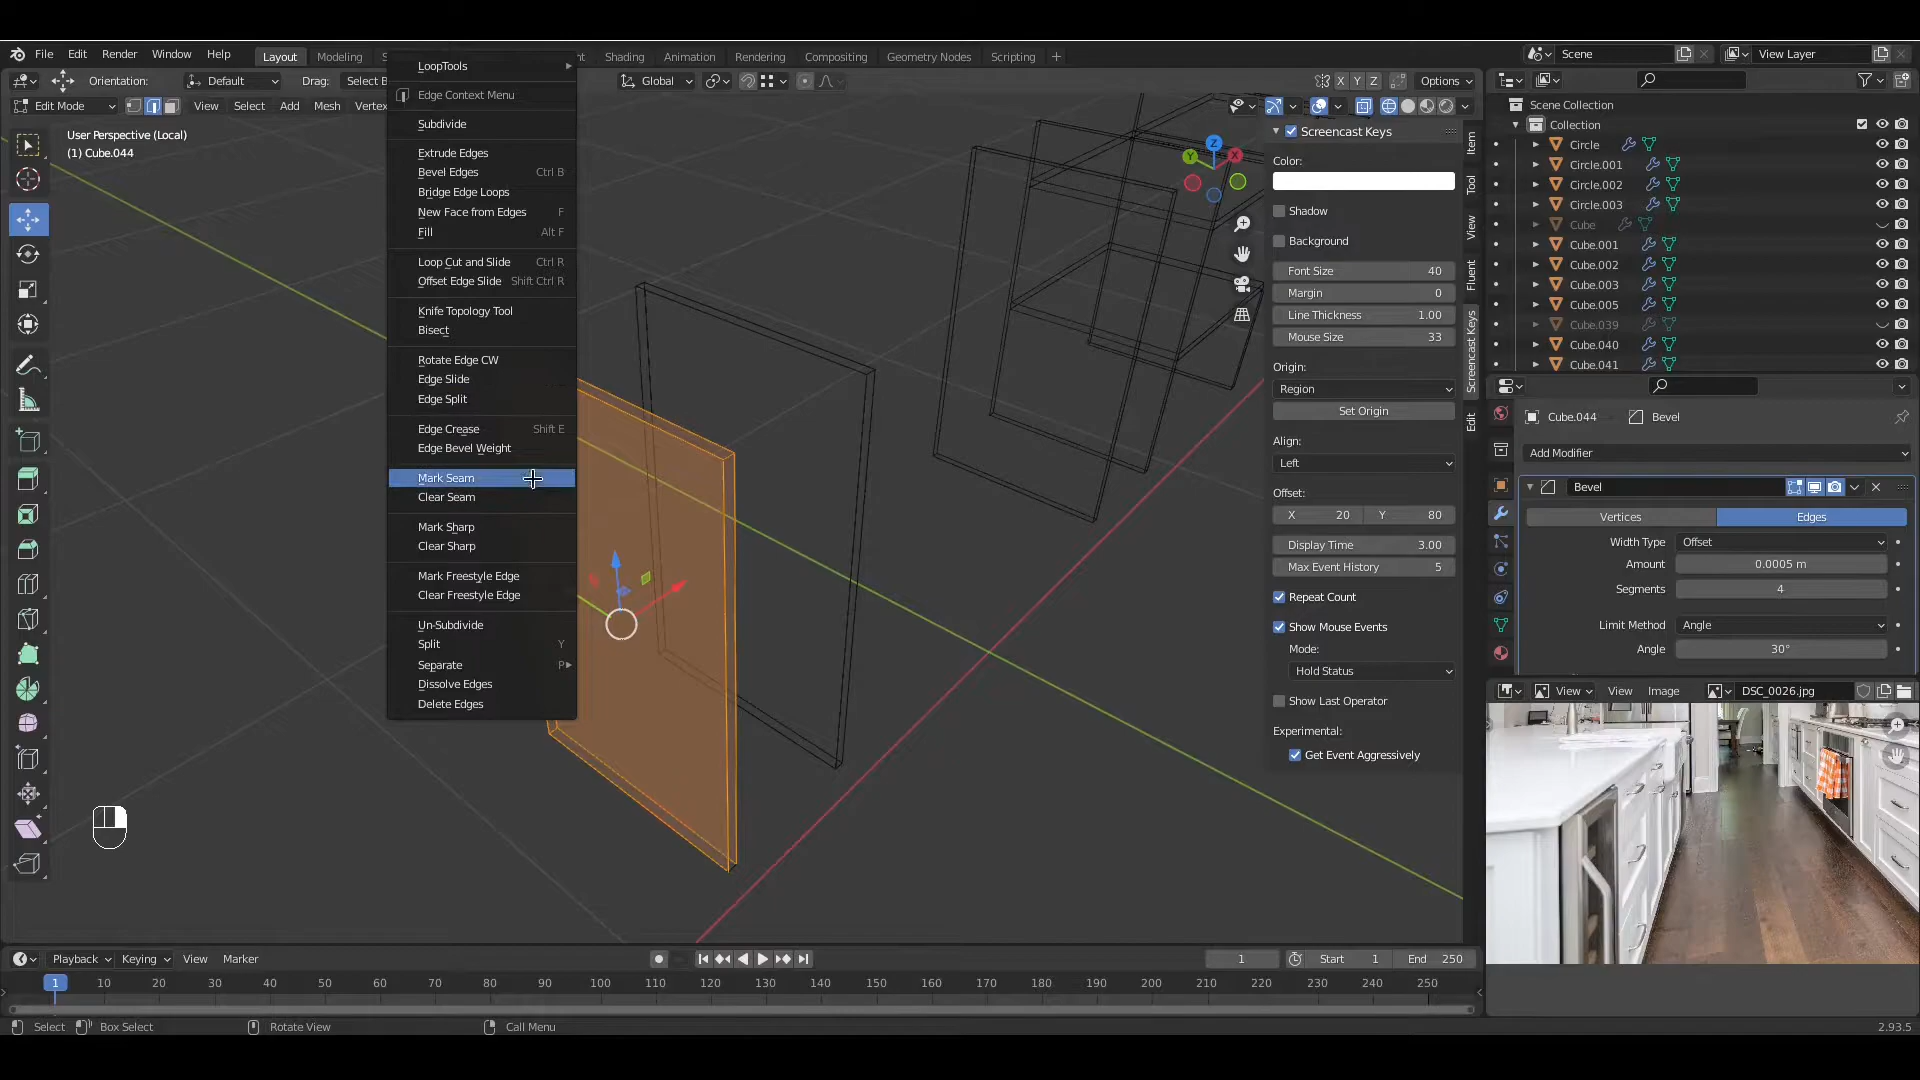 File Edit Render Window Help Layout Modeling Shading Animation Rendering Compositing Geometry Nodes Scripting + Scene View Layer
Orientation: Default Drag: Select B Global X Y Z Options
Edit Mode View Select Add Mesh Vertex
User Perspective (Local)
(1) Cube.044
LoopTools
Edge Context Menu
Subdivide
Extrude Edges
Bevel Edges Ctrl B
Bridge Edge Loops
New Face from Edges F
Fill Alt F
Loop Cut and Slide Ctrl R
Offset Edge Slide Shift Ctrl R
Knife Topology Tool
Bisect
Rotate Edge CW
Edge Slide
Edge Split
Edge Crease Shift E
Edge Bevel Weight
Mark Seam
Clear Seam
Mark Sharp
Clear Sharp
Mark Freestyle Edge
Clear Freestyle Edge
Un-Subdivide
Split Y
Separate P
Dissolve Edges
Delete Edges
Z
Y
X
Screencast Keys
Color:
Shadow
Background
Font Size 40
Margin 0
Line Thickness 1.00
Mouse Size 33
Origin:
Region
Set Origin
Align:
Left
Offset:
X 20 Y 80
Display Time 3.00
Max Event History 5
Repeat Count
Show Mouse Events
Mode:
Hold Status
Show Last Operator
Experimental:
Get Event Aggressively
Item
Tool
View
Fluent
Screencast Keys
Edit
Scene Collection
Collection
Circle
Circle.001
Circle.002
Circle.003
Cube
Cube.001
Cube.002
Cube.003
Cube.005
Cube.039
Cube.040
Cube.041
Cube.044 Bevel
Add Modifier
Bevel
Vertices Edges
Width Type Offset
Amount 0.0005 m
Segments 4
Limit Method Angle
Angle 30°
View View Image DSC_0026.jpg
Playback Keying View Marker 1 Start 1 End 250
1 10 20 30 40 50 60 70 80 90 100 110 120 130 140 150 160 170 180 190 200 210 220 230 240 250
Select Box Select Rotate View Call Menu 2.93.5